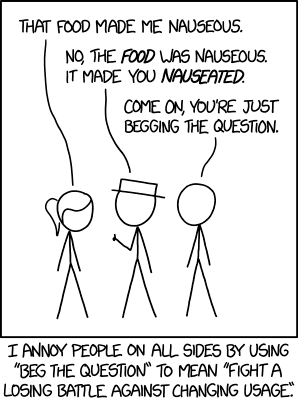 THAT FOOD MADE ME NAUSEOUS.
NO, THE FOOD WAS NAUSEOUS.
IT MADE YOU NAUSEATED.
COME ON, YOU'RE JUST
BEGGING THE QUESTION.
I ANNOY PEOPLE ON ALL SIDES BY USING
"BEG THE QUESTION" TO MEAN "FIGHT A
LOSING BATTLE AGAINST CHANGING USAGE."